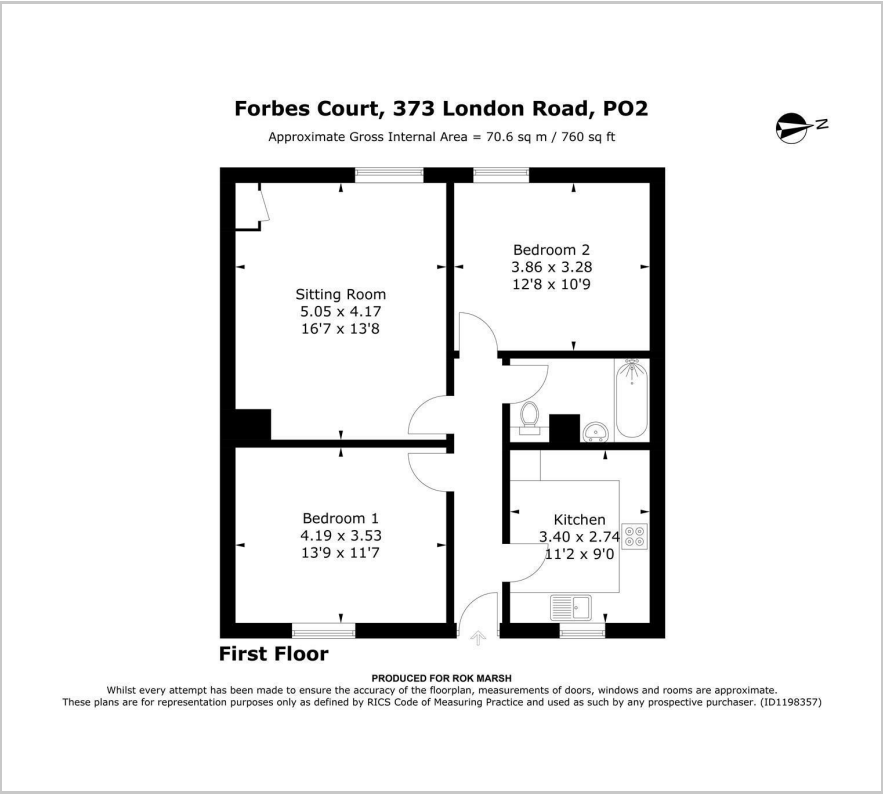 Forbes Court, 373 London Road, PO2
Approximate Gross Internal Area = 70.6 sq m / 760 sq ft
N
Bedroom 2
3.86 x 3.28
12'8 x 10'9
Sitting Room
5.05 x 4.17
16'7 x 13'8
Bedroom 1
4.19 x 3.53
13'9 x 11'7
Kitchen
3.40 x 2.74
11'2 x 9'0
First Floor
PRODUCED FOR ROK MARSH
Whilst every attempt has been made to ensure the accuracy of the floorplan, measurements of doors, windows and rooms are approximate.
These plans are for representation purposes only as defined by RICS Code of Measuring Practice and used as such by any prospective purchaser. (ID1198357)